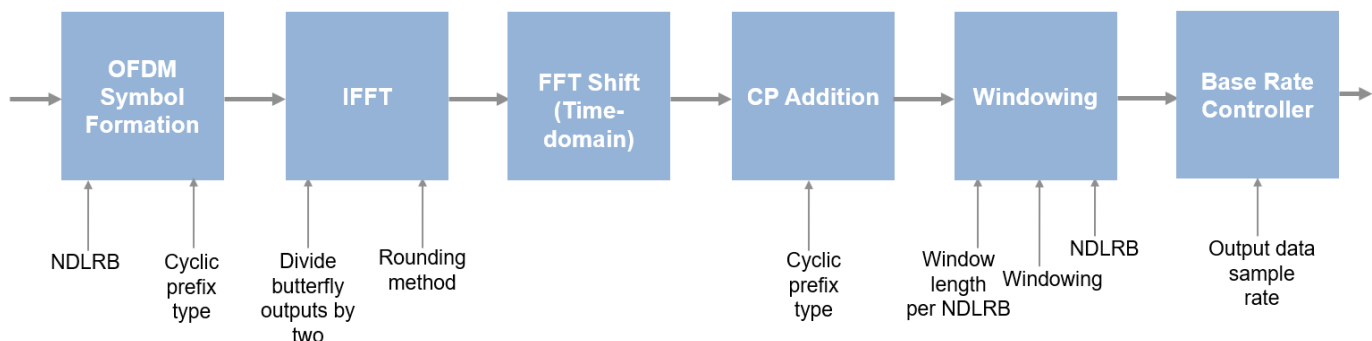 OFDM
Symbol
Formation
IFFT
FFT Shift
(Time-
domain)
CP Addition
Windowing
Base Rate
Controller
NDLRB
Cyclic
prefix
type
Divide
butterfly
outputs by
two
Rounding
method
Cyclic
prefix
type
Window
length
per NDLRB
Windowing
NDLRB
Output data
sample
rate